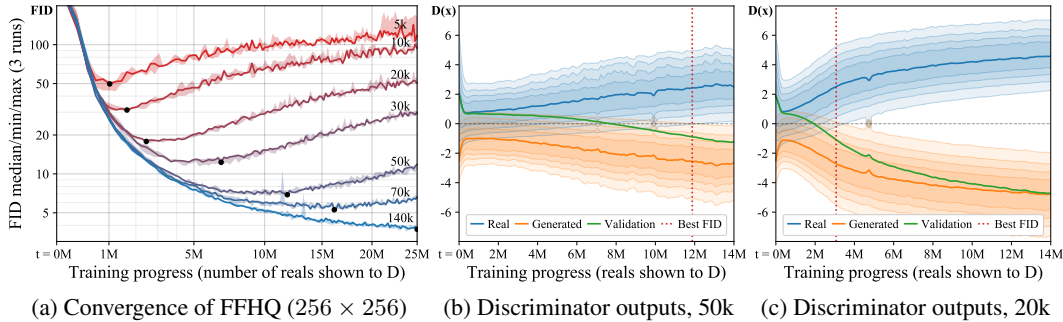 FID
100
50
20
10
5
5k
10k
20k
30k
50k
70k
140k
FID median/min/max (3 runs)
t = 0M 1M 5M 10M 15M 20M 25M
Training progress (number of reals shown to D)
(a) Convergence of FFHQ (256 × 256)
D(x)
6
4
2
0
-2
-4
-6
Real Generated Validation Best FID
t = 0M 2M 4M 6M 8M 10M 12M 14M
Training progress (reals shown to D)
(b) Discriminator outputs, 50k
D(x)
6
4
2
0
-2
-4
-6
Real Generated Validation Best FID
t = 0M 2M 4M 6M 8M 10M 12M 14M
Training progress (reals shown to D)
(c) Discriminator outputs, 20k